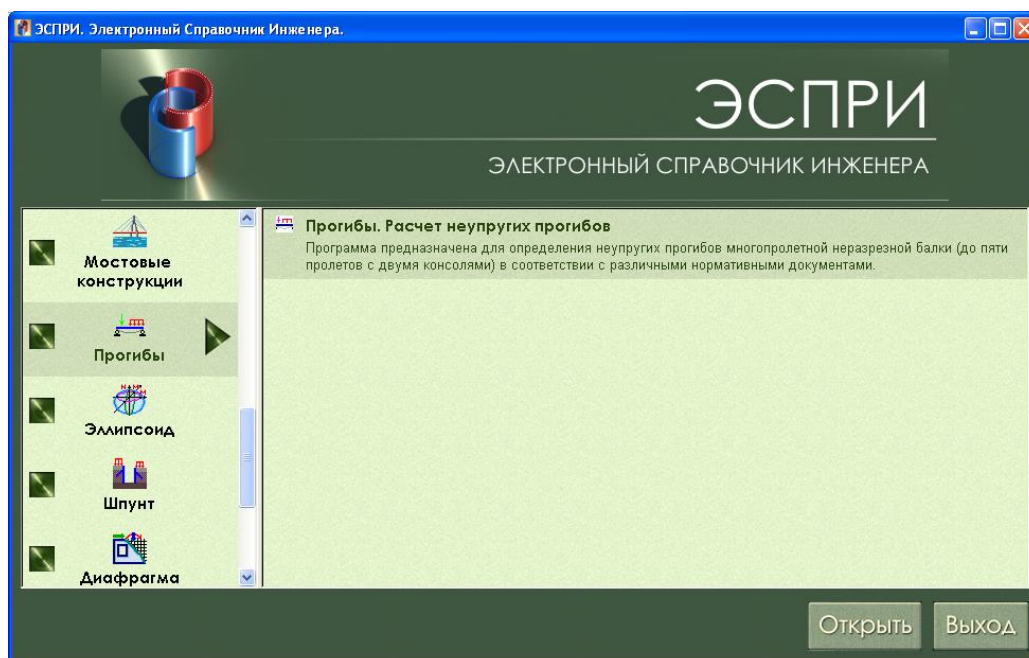 ЭСПРИ. Электронный Справочник Инженера.
ЭСПРИ
ЭЛЕКТРОННЫЙ СПРАВОЧНИК ИНЖЕНЕРА
Мостовые
конструкции
Прогибы
Эллипсоид
Шпунт
Диафрагма
Прогибы. Расчет неупругих прогибов
Программа предназначена для определения неупругих прогибов многопролетной неразрезной балки (до пяти
пролетов с двумя консолями) в соответствии с различными нормативными документами.
Открыть
Выход